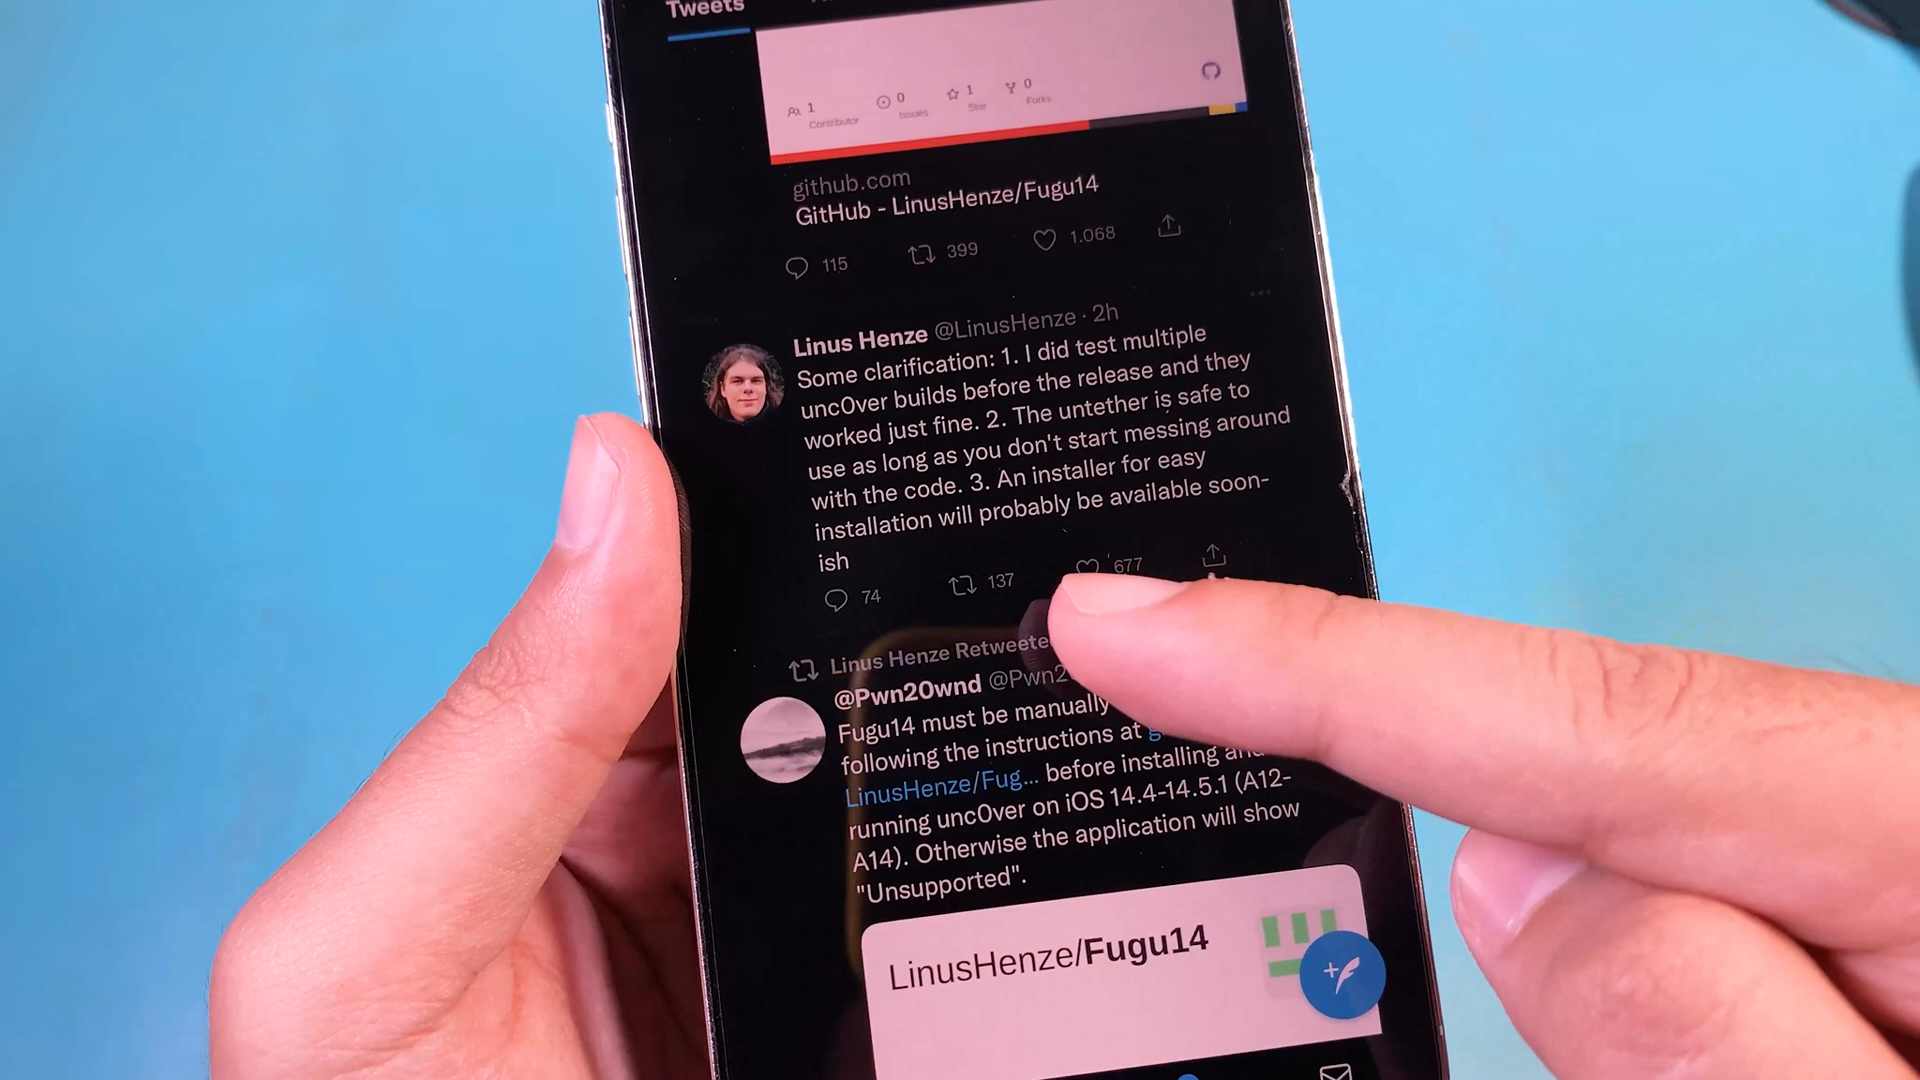 Tweets
1
Contributor
0
Issues
1
Star
0
Forks
github.com
GitHub - LinusHenze/Fugu14
115
399
1.068
Linus Henze @LinusHenze · 2h
Some clarification: 1. I did test multiple
unc0ver builds before the release and they
worked just fine. 2. The untether is safe to
use as long as you don't start messing around
with the code. 3. An installer for easy
installation will probably be available soon-
ish
74
137
677
Linus Henze Retweete
@Pwn20wnd @Pwn2
Fugu14 must be manually
following the instructions at
LinusHenze/Fug... before installing
running unc0ver on iOS 14.4-14.5.1 (A12-
A14). Otherwise the application will show
"Unsupported".
LinusHenze/Fugu14